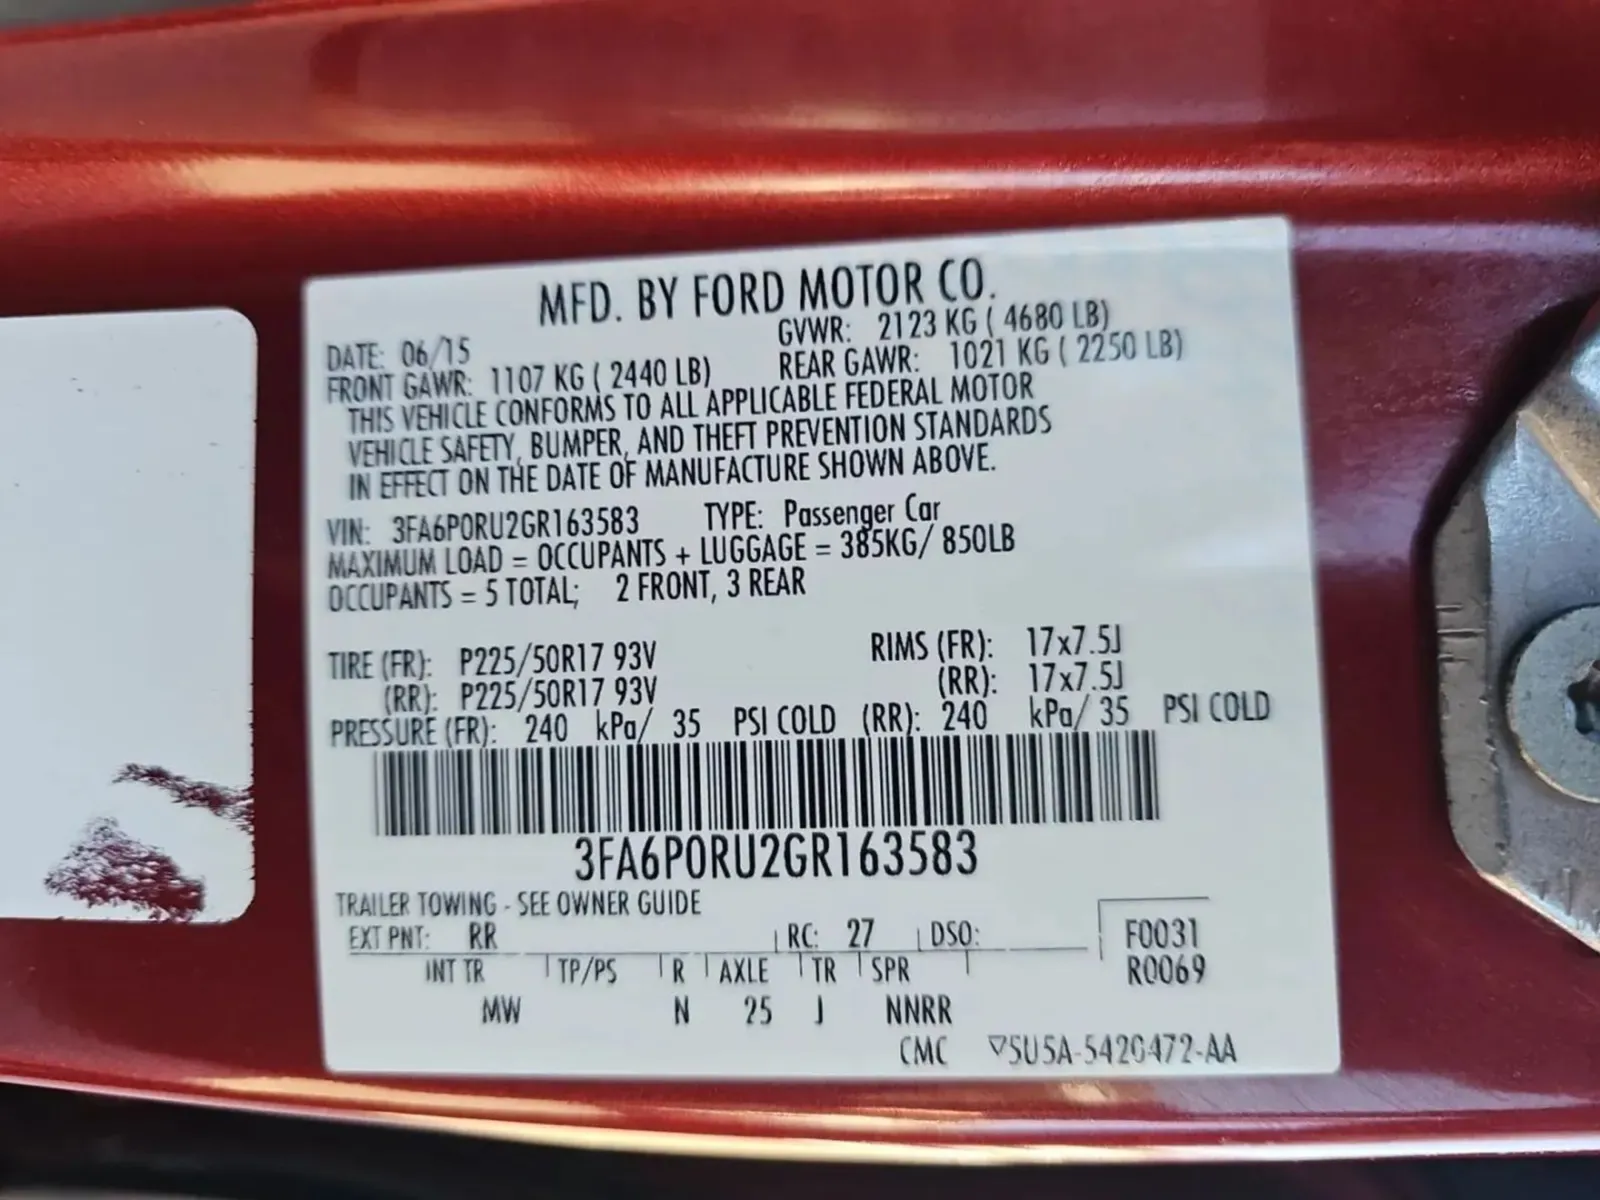 MFD. BY FORD MOTOR CO.
DATE: 06/15 GVWR: 2123 KG ( 4680 LB)
FRONT GAWR: 1107 KG ( 2440 LB) REAR GAWR: 1021 KG ( 2250 LB)
THIS VEHICLE CONFORMS TO ALL APPLICABLE FEDERAL MOTOR
VEHICLE SAFETY, BUMPER, AND THEFT PREVENTION STANDARDS
IN EFFECT ON THE DATE OF MANUFACTURE SHOWN ABOVE.
VIN: 3FA6P0RU2GR163583 TYPE: Passenger Car
MAXIMUM LOAD = OCCUPANTS + LUGGAGE = 385KG/ 850LB
OCCUPANTS = 5 TOTAL; 2 FRONT, 3 REAR
TIRE (FR): P225/50R17 93V RIMS (FR): 17x7.5J
(RR): P225/50R17 93V (RR): 17x7.5J
PRESSURE (FR): 240 kPa/ 35 PSI COLD (RR): 240 kPa/ 35 PSI COLD
3FA6P0RU2GR163583
TRAILER TOWING - SEE OWNER GUIDE
EXT PNT: RR RC: 27 DSO: F0031
INT TR TP/PS R AXLE TR SPR R0069
MW N 25 J NNRR
CMC ▽5U5A-5420472-AA